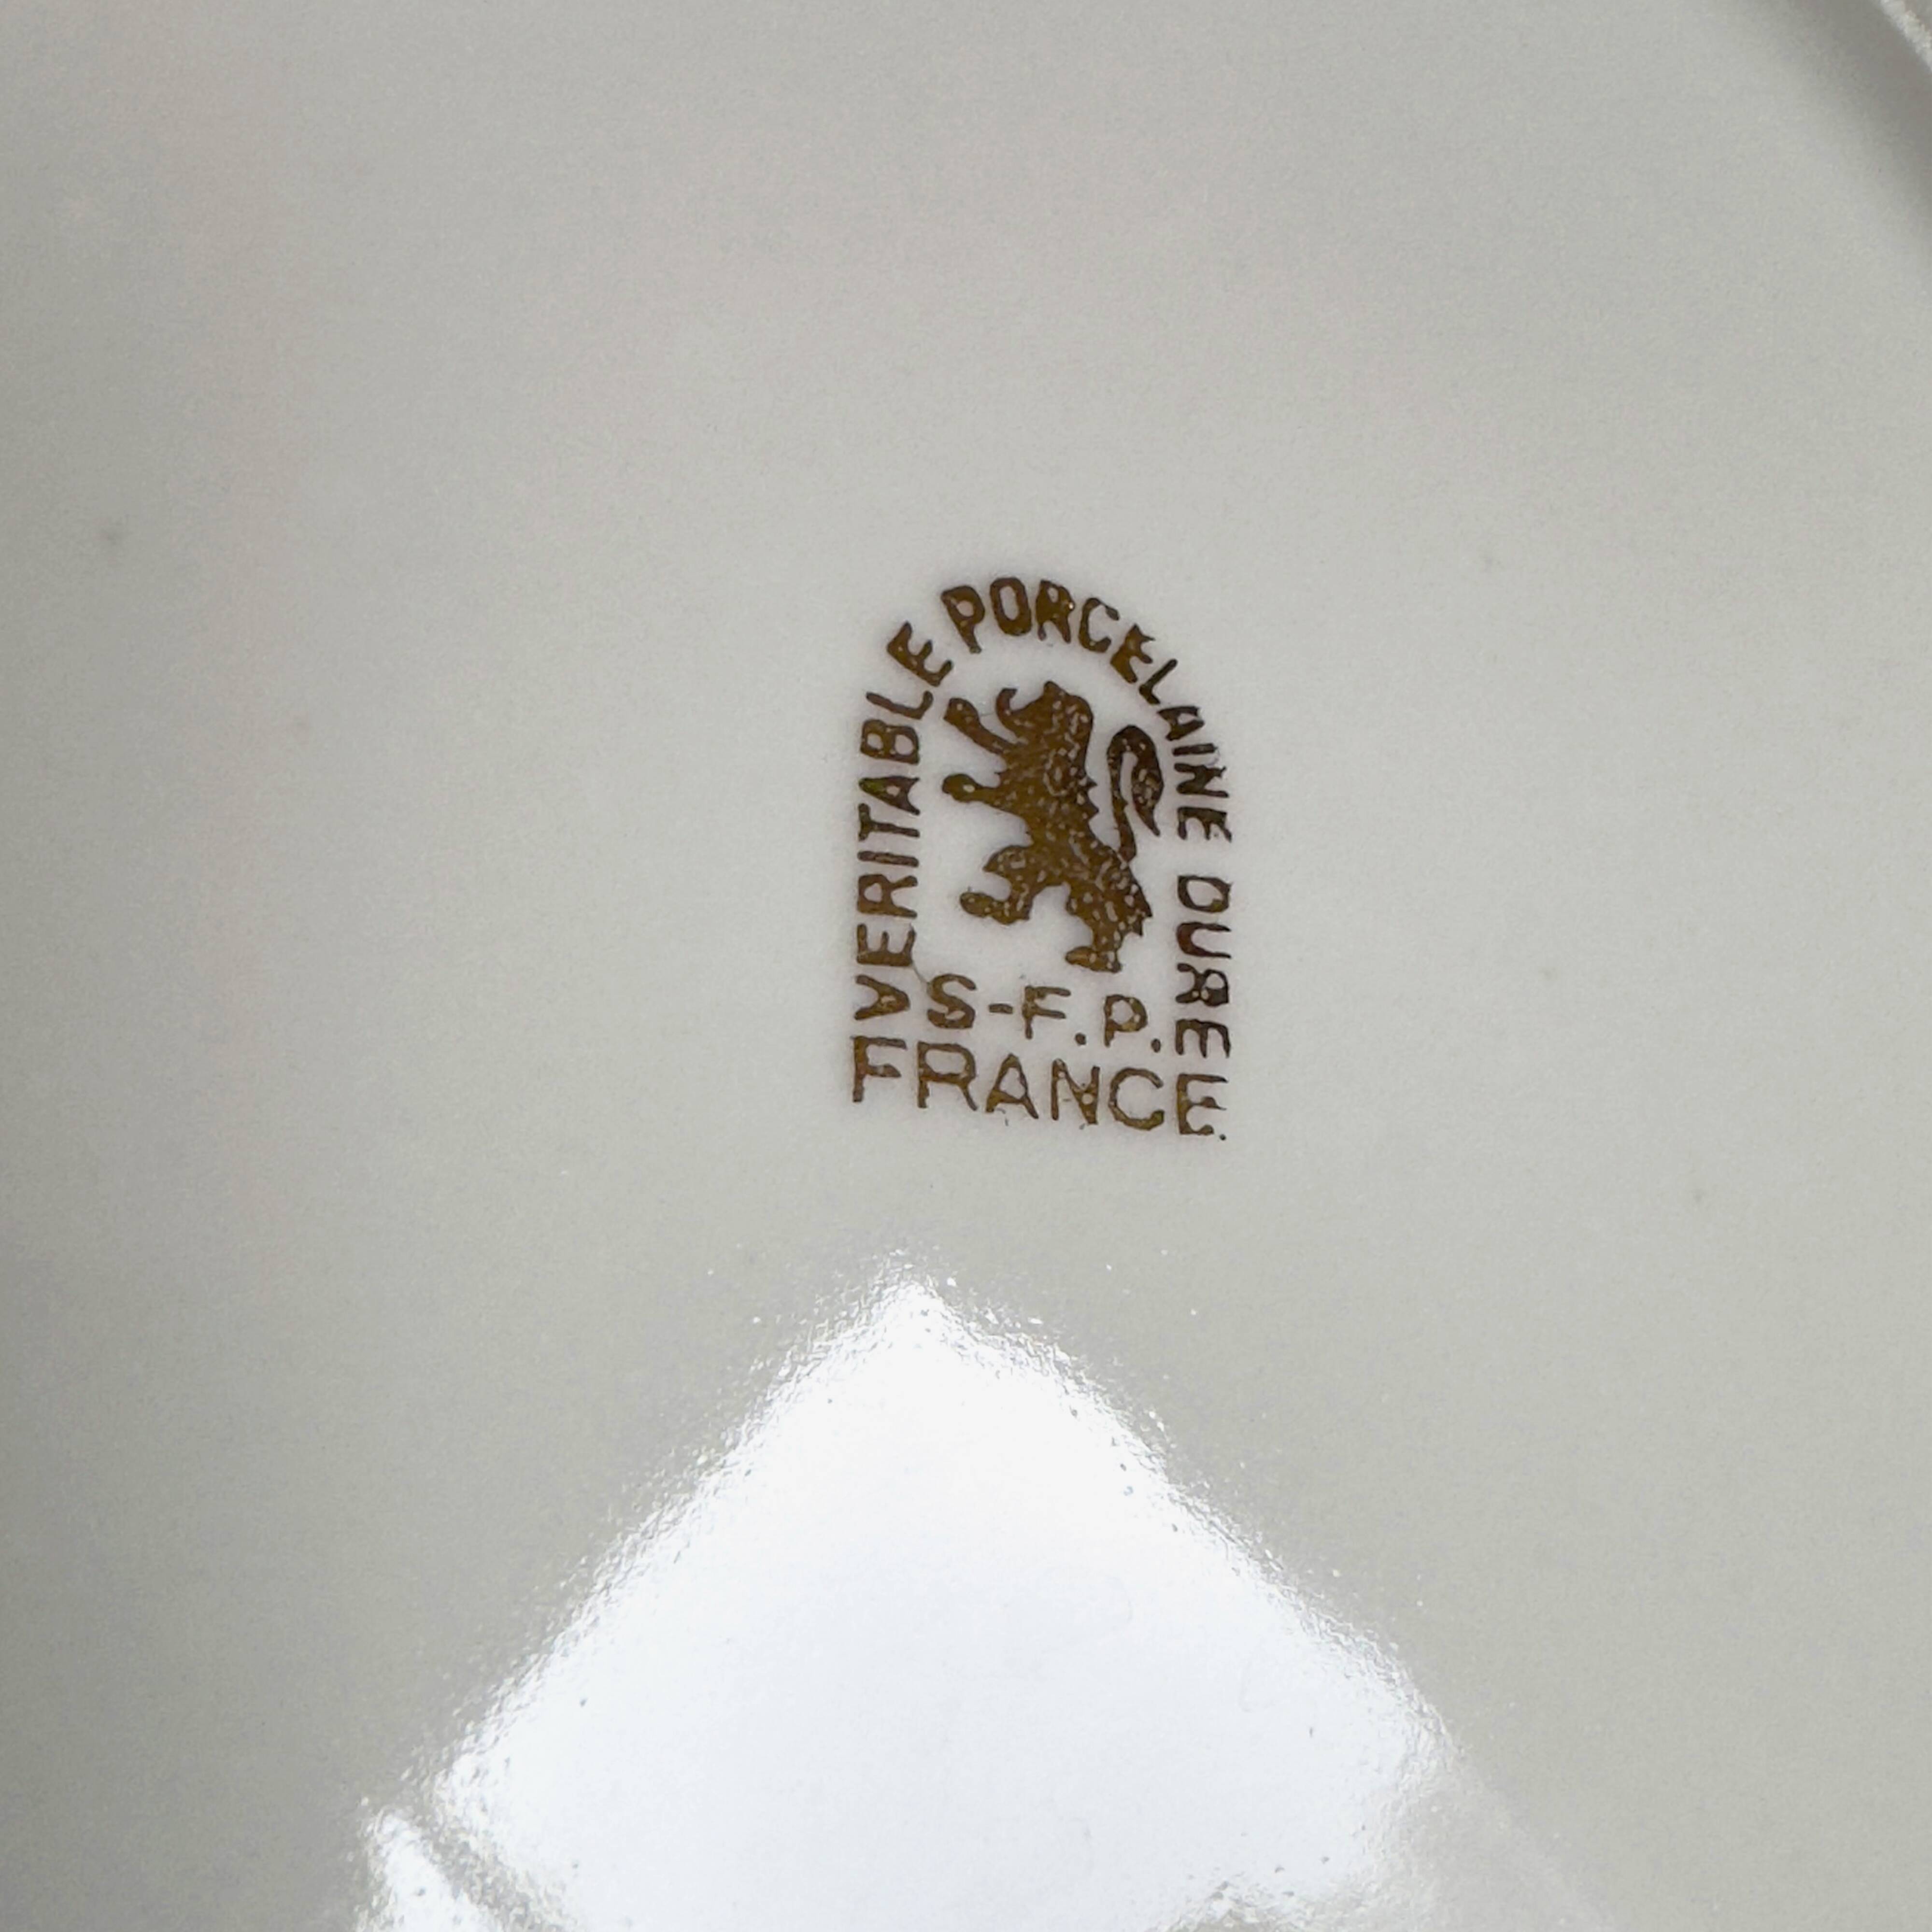 VERITABLE PORCELAINE DURE
S-F.P.
FRANCE